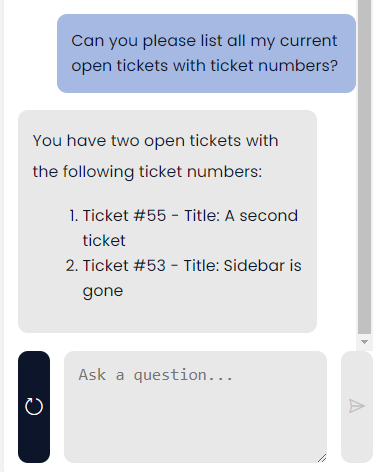 Can you please list all my current
open tickets with ticket numbers?
You have two open tickets with
the following ticket numbers:
1. Ticket #55 - Title: A second
ticket
2. Ticket #53 - Title: Sidebar is
gone
Ask a question...